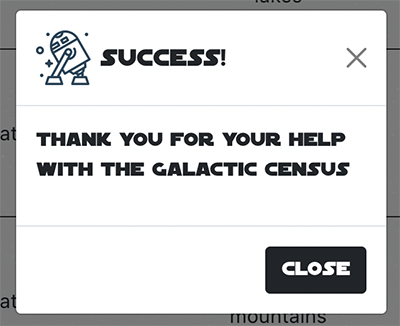 lakes
SUCCESS!
at
THANK YOU FOR YOUR HELP
WITH THE GALACTIC CENSUS
CLOSE
at
mountains